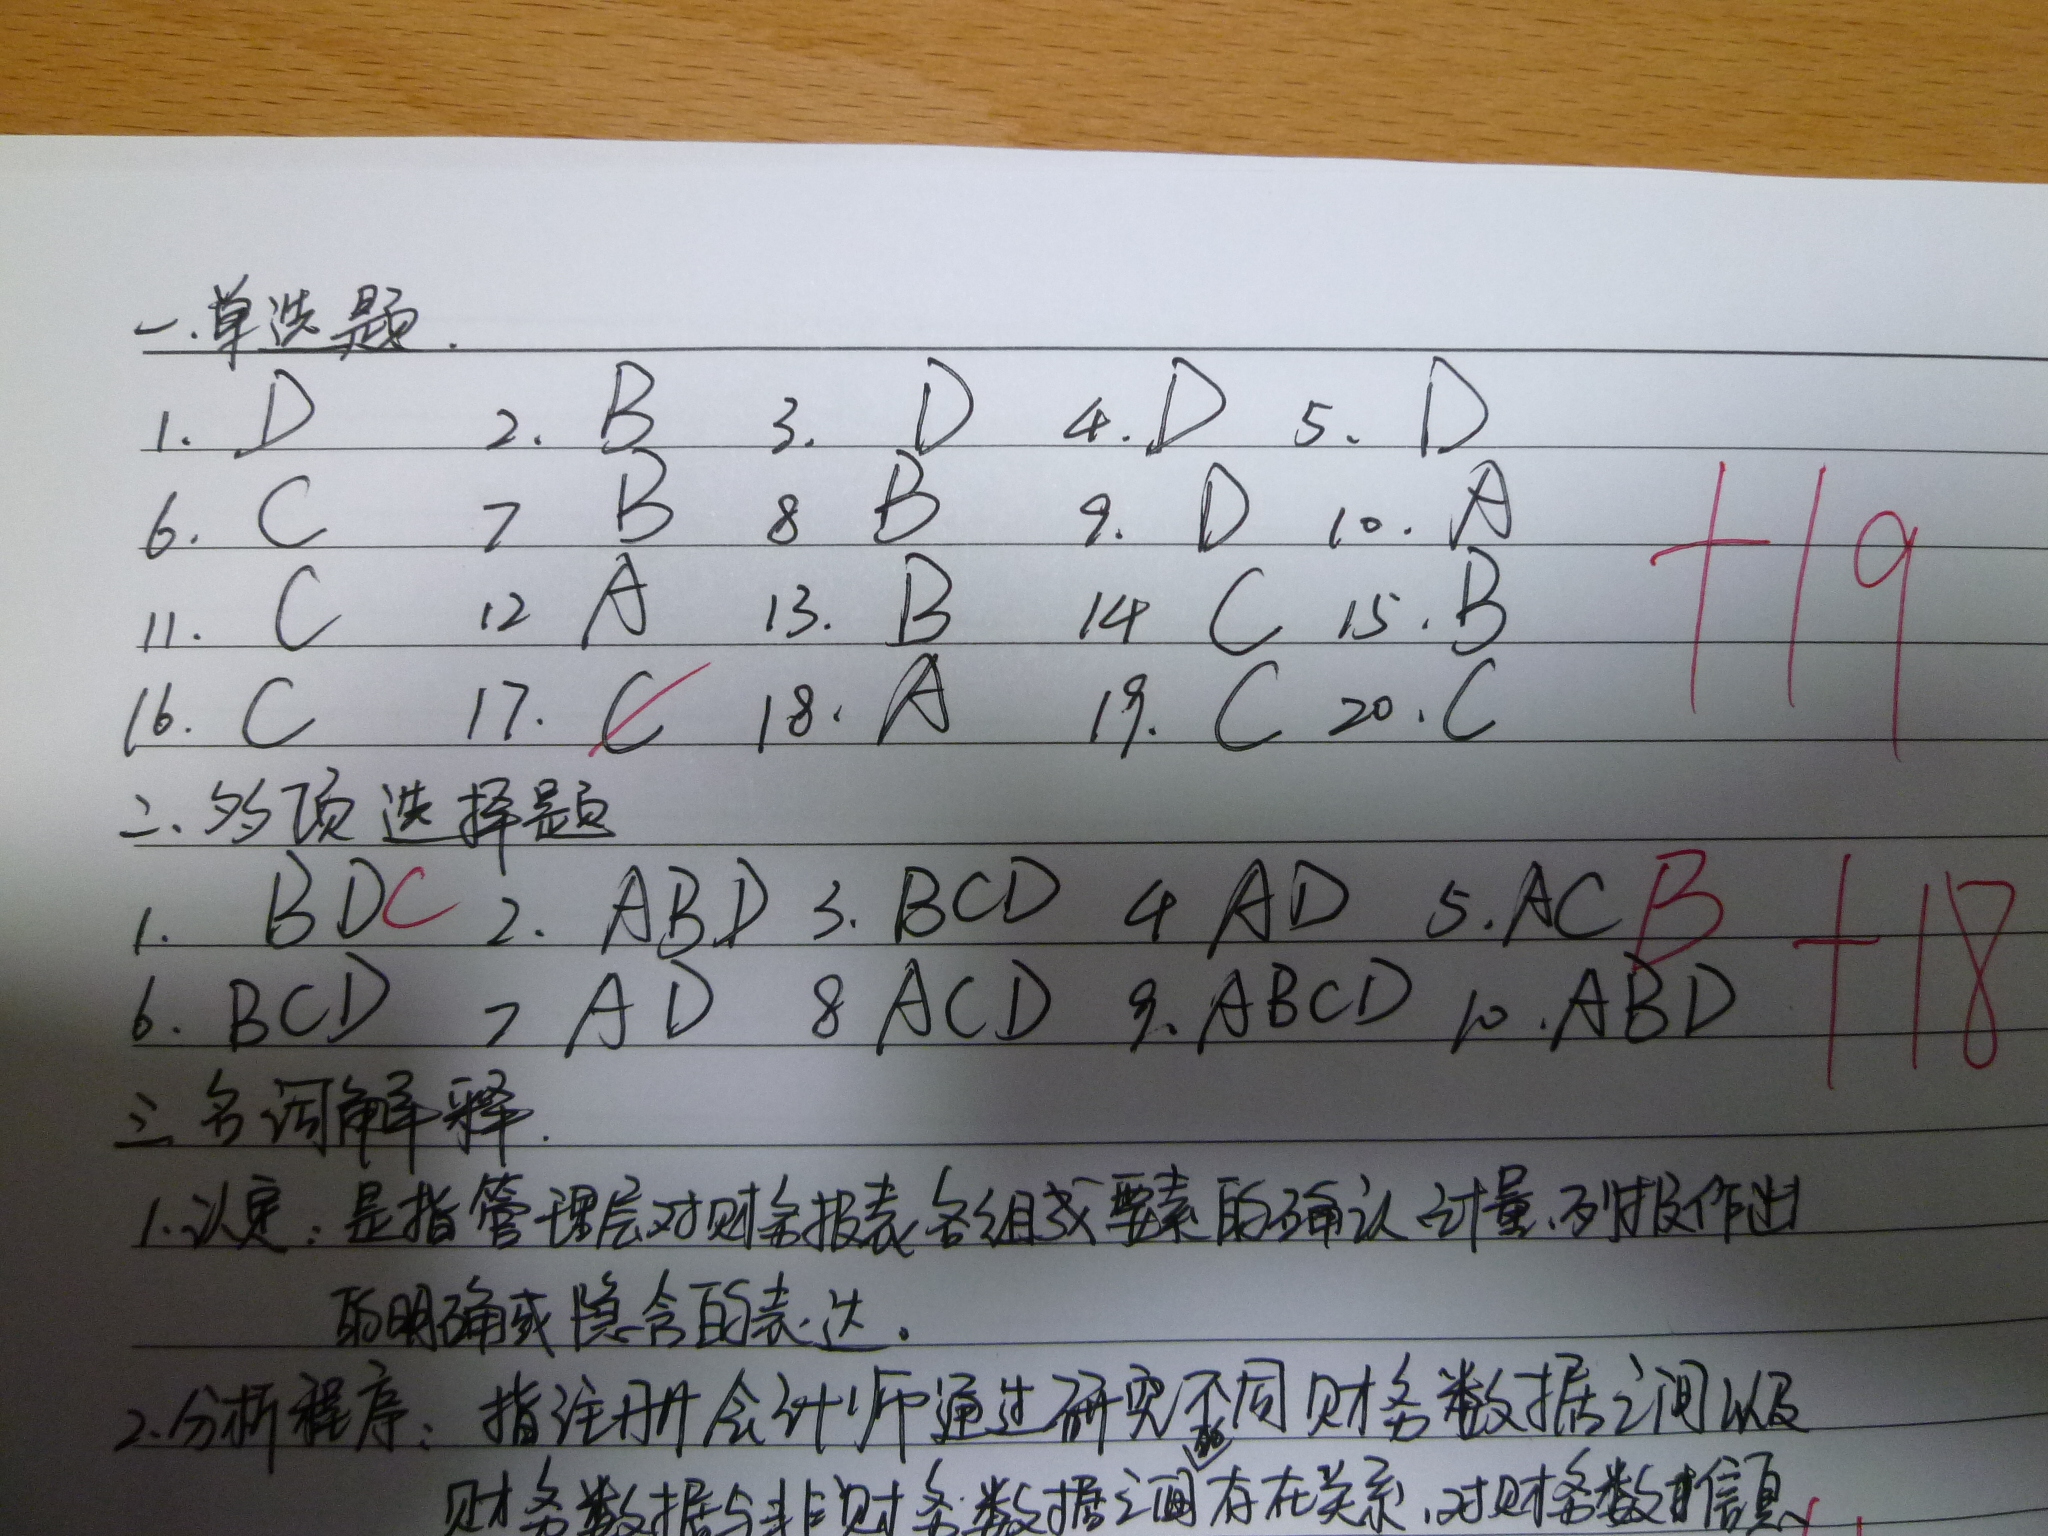 一.单选题.
1. D 2. B 3. D 4. D 5. D
6. C 7 B 8 B 9. D 10. A
+19
11. C 12 A 13. B 14 C 15. B
16. C 17. C 18. A 19. C 20. C
二、多项选择题
1. BDC 2. ABD 3. BCD 4 AD 5. AC B
+18
6. BCD 7 AD 8 ACD 9. ABCD 10. ABD
三.名词解释.
1.认定：是指管理层对财务报表各组成要素的确认、计量、列报作出
的明确或隐含的表达。
2.分析程序：指注册会计师通过研究不同财务数据之间以及
财务数据与非财务数据之间的存在关系,对财务信息